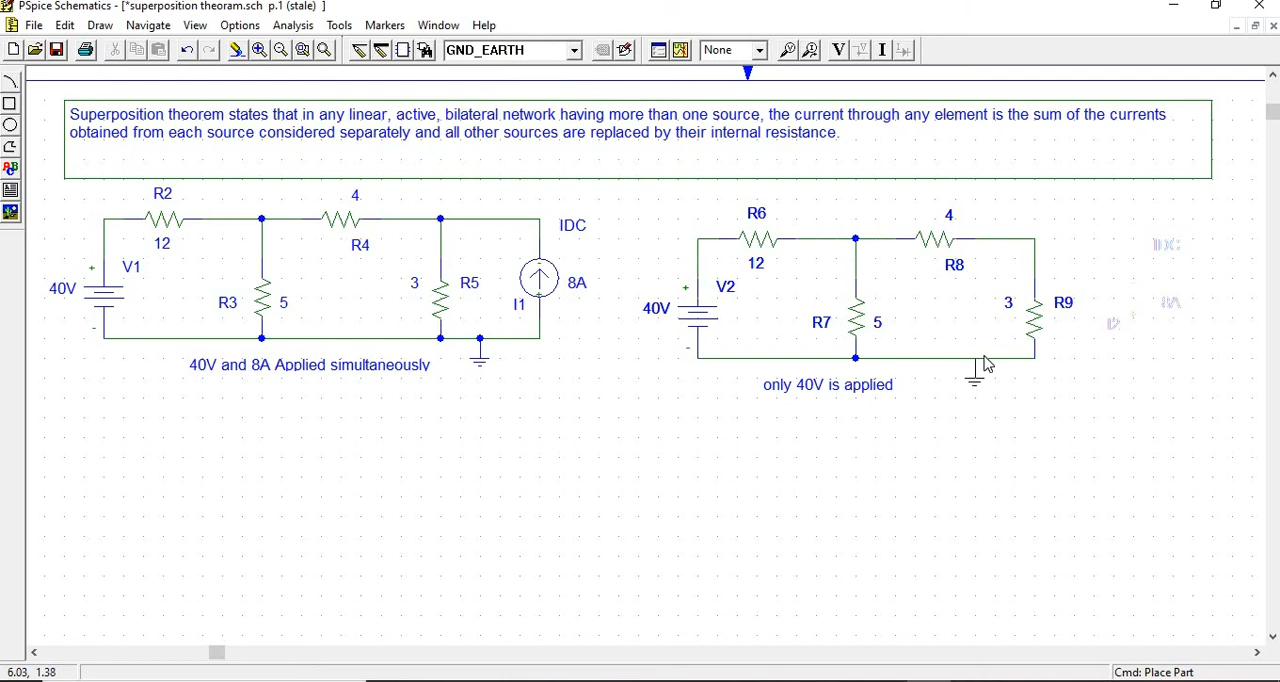 PSpice Schematics - [*superposition theoram.sch  p.1 (stale)  ]
File Edit Draw Navigate View Options Analysis Tools Markers Window Help
GND_EARTH None V I
Superposition theorem states that in any linear, active, bilateral network having more than one source, the current through any element is the sum of the currents
obtained from each source considered separately and all other sources are replaced by their internal resistance.
ABC
R2 4
12 R4 IDC
40V + V1 -
R3 5
3 R5
I1 8A
40V and 8A Applied simultaneously
R6 4
12 R8 IDC
40V + V2 -
R7 5
3 R9
I2 8A
only 40V is applied
6.03, 1.38 Cmd: Place Part